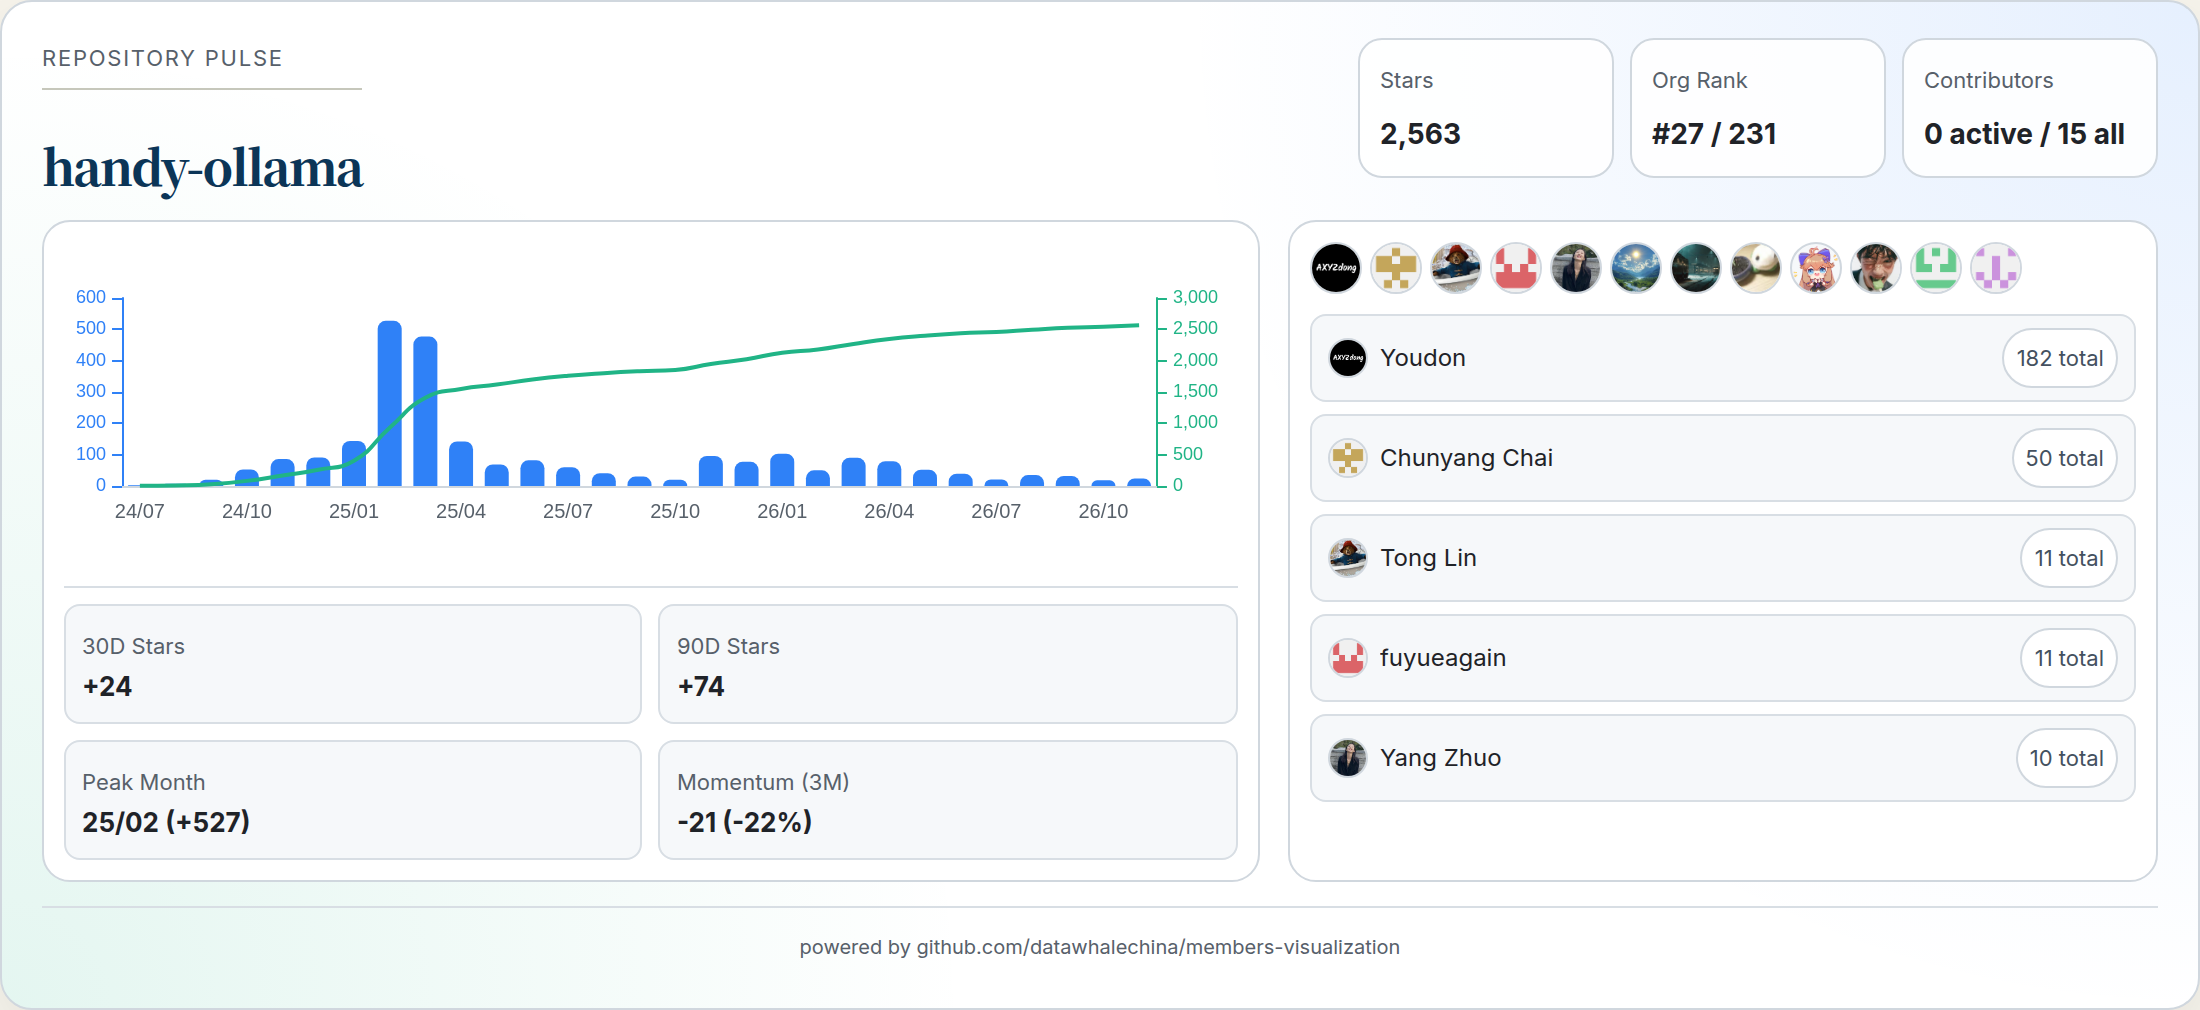 REPOSITORY PULSE
handy-ollama
Stars
2,563
Org Rank
#27 / 231
Contributors
0 active / 15 all
600
500
400
300
200
100
0
3,000
2,500
2,000
1,500
1,000
500
0
24/07
24/10
25/01
25/04
25/07
25/10
26/01
26/04
26/07
26/10
30D Stars
+24
90D Stars
+74
Peak Month
25/02 (+527)
Momentum (3M)
-21 (-22%)
AXYZdong
AXYZdong
Youdon
182 total
Chunyang Chai
50 total
Tong Lin
11 total
fuyueagain
11 total
Yang Zhuo
10 total
powered by github.com/datawhalechina/members-visualization